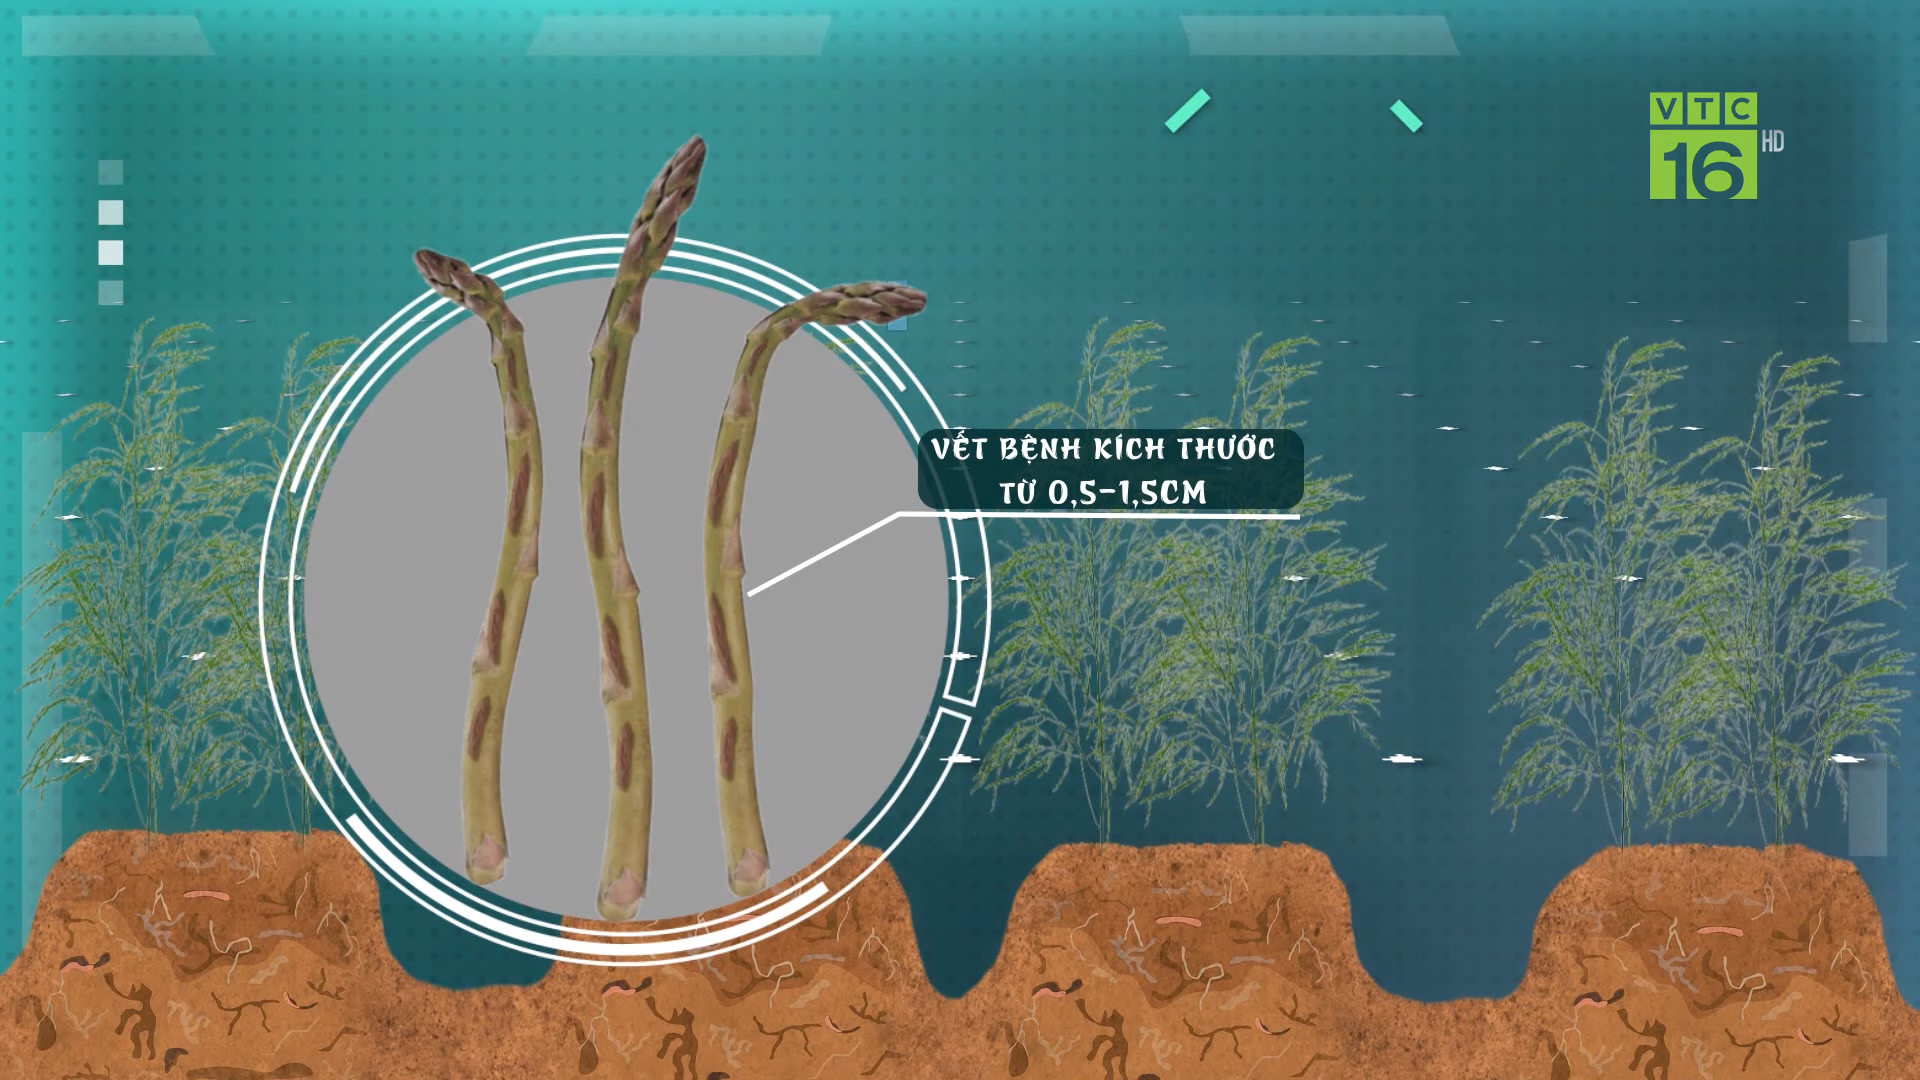 VTC
16 HD
VẾT BỆNH KÍCH THƯỚC
TỪ 0,5-1,5CM